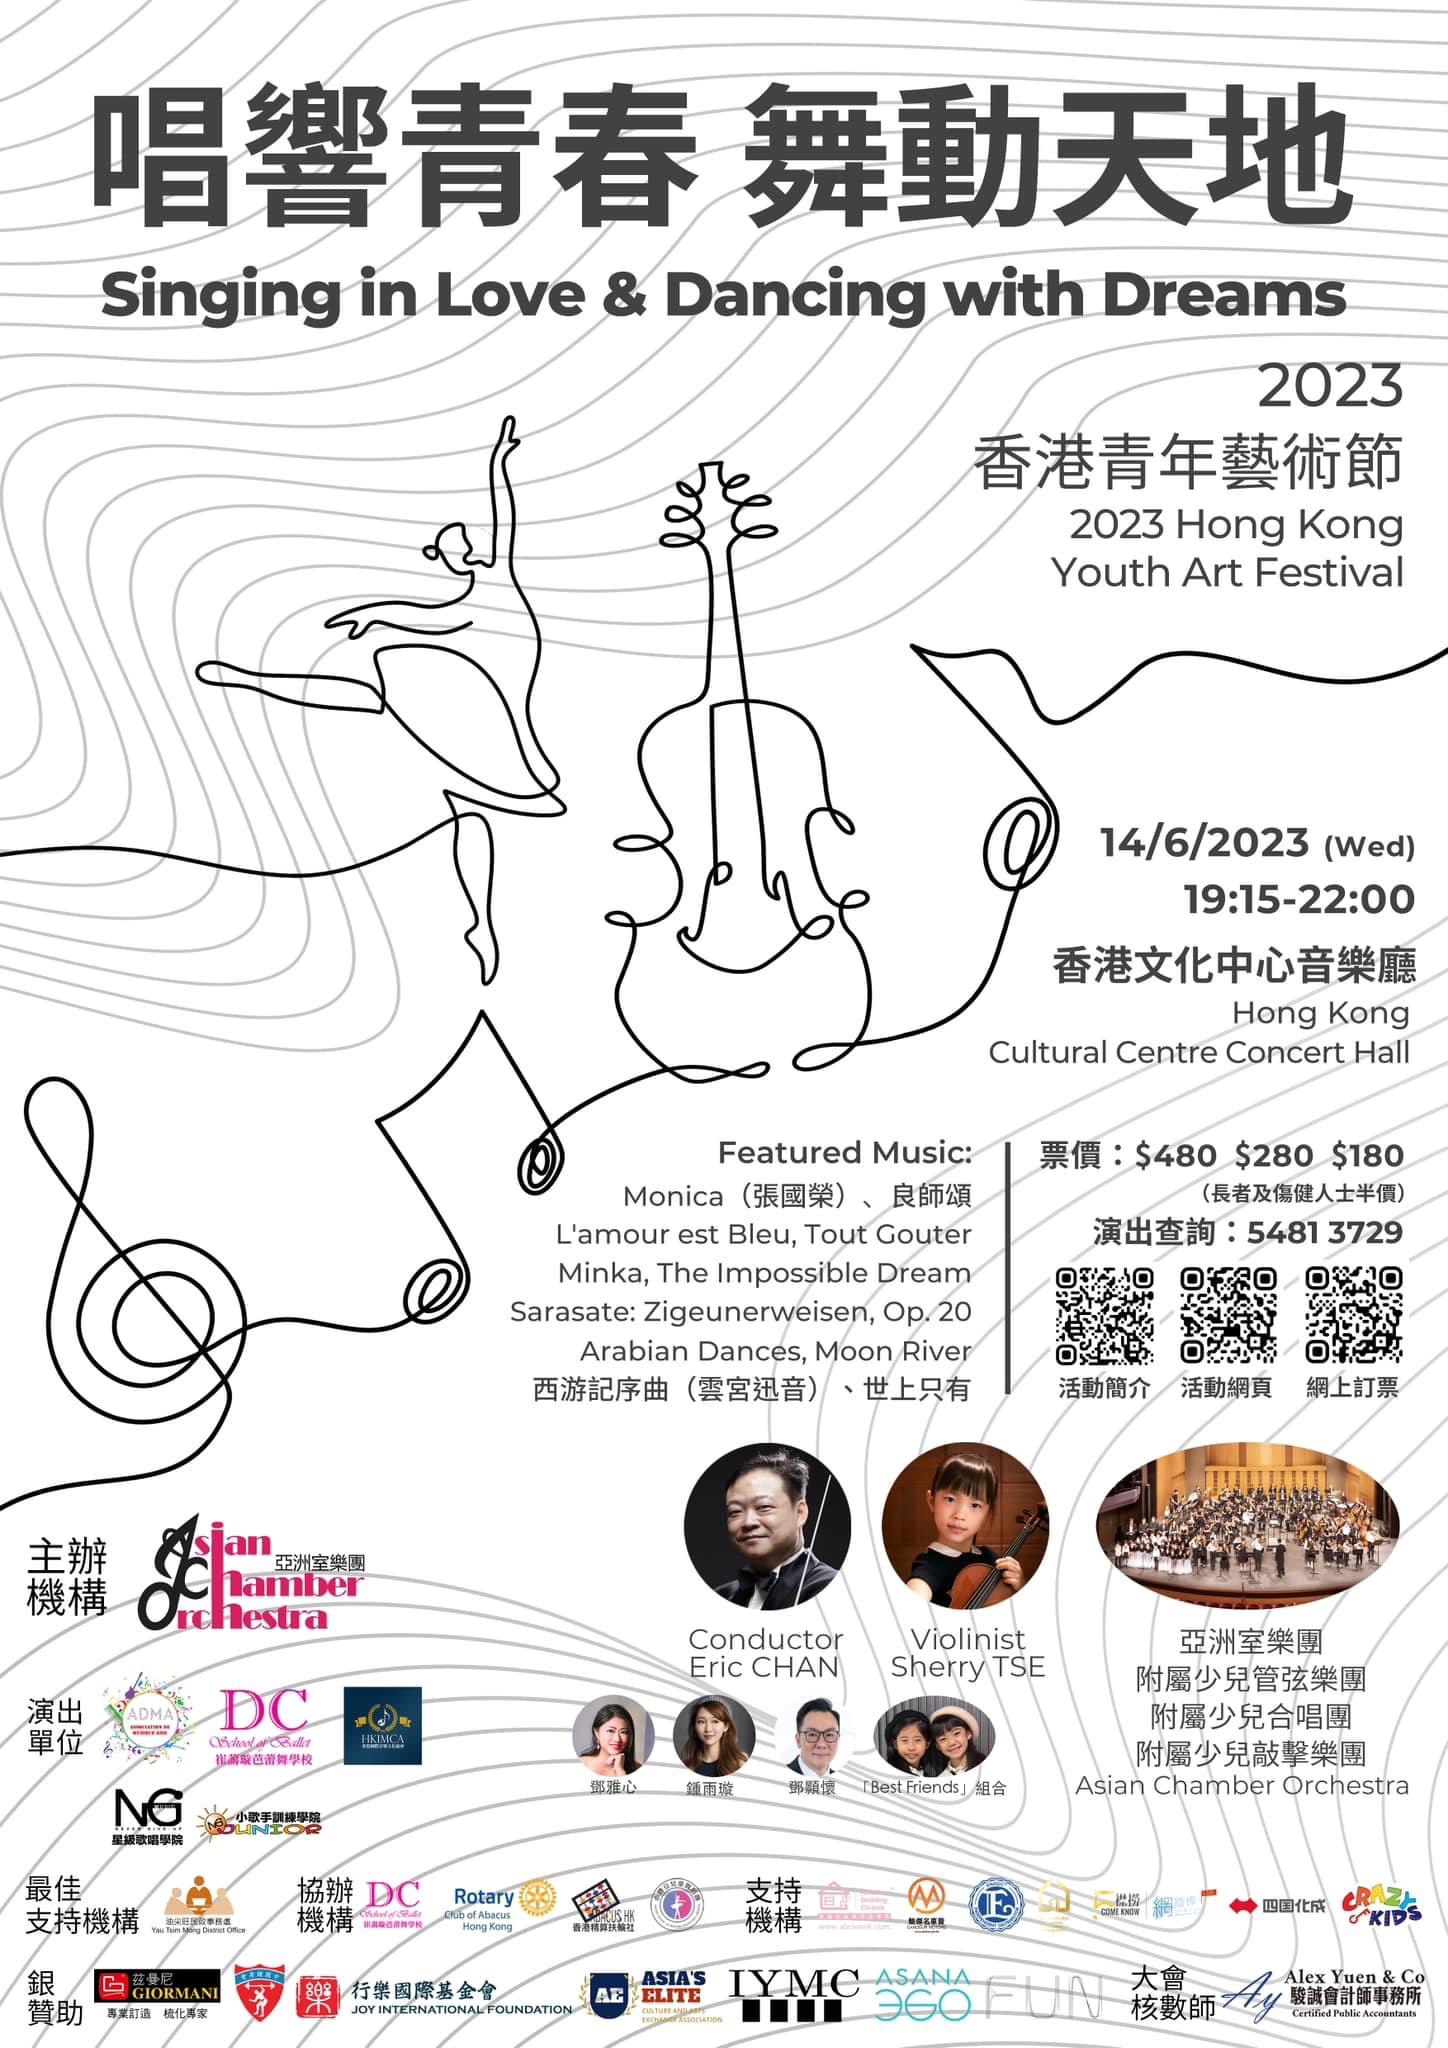 唱響青春 舞動天地
Singing in Love & Dancing with Dreams
2023
香港青年藝術節
2023 Hong Kong
Youth Art Festival
14/6/2023 (Wed)
19:15-22:00
香港文化中心音樂廳
Hong Kong
Cultural Centre Concert Hall
Featured Music:
Monica（張國榮）、良師頌
L'amour est Bleu, Tout Gouter
Minka, The Impossible Dream
Sarasate: Zigeunerweisen, Op. 20
Arabian Dances, Moon River
西游記序曲（雲宮迅音）、世上只有
票價：$480 $280 $180
（長者及傷健人士半價）
演出查詢：5481 3729
活動簡介 活動網頁 網上訂票
主辦
機構
Asian
亞洲室樂團
Chamber
Orchestra
Conductor
Eric CHAN
Violinist
Sherry TSE
亞洲室樂團
附屬少兒管弦樂團
附屬少兒合唱團
附屬少兒敲擊樂團
Asian Chamber Orchestra
鄧雅心 鍾雨璇 鄧顯懷 「Best Friends」組合
演出
單位
ADMA
ASSOCIATION DE
MUSIQUE ASIE
DC
School of Ballet
崔蕭璇芭蕾舞學校
HKIMCA
NG
NEVER GIVE UP
星級歌唱學院
小歌手訓練學院
NG JUNIOR
最佳
支持機構
油尖旺民政事務處
Yau Tsim Mong District Office
協辦
機構
DC
School of Ballet
崔蕭璇芭蕾舞學校
Rotary
Club of Abacus
Hong Kong
ABACUS HK
香港精算扶輪社
支持
機構
COME KNOW
四国化成
CRAZY
KIDS
銀
贊助
茲曼尼
GIORMANI
專業訂造 梳化專家
樂
行樂國際基金會
JOY INTERNATIONAL FOUNDATION
AE
ASIA'S
ELITE
CULTURE AND ARTS
EXCHANGE ASSOCIATION
IYMC
ASANA
360
FUN
大會
核數師
Ay
Alex Yuen & Co
駿誠會計師事務所
Certified Public Accountants